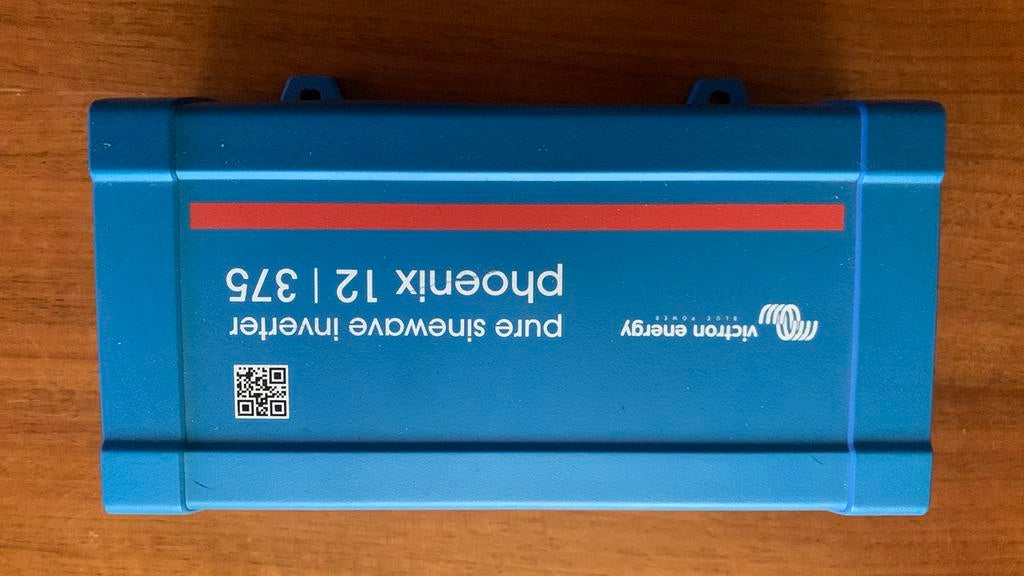 victron energy
BLUE POWER
pure sinewave inverter
phoenix 12 | 375